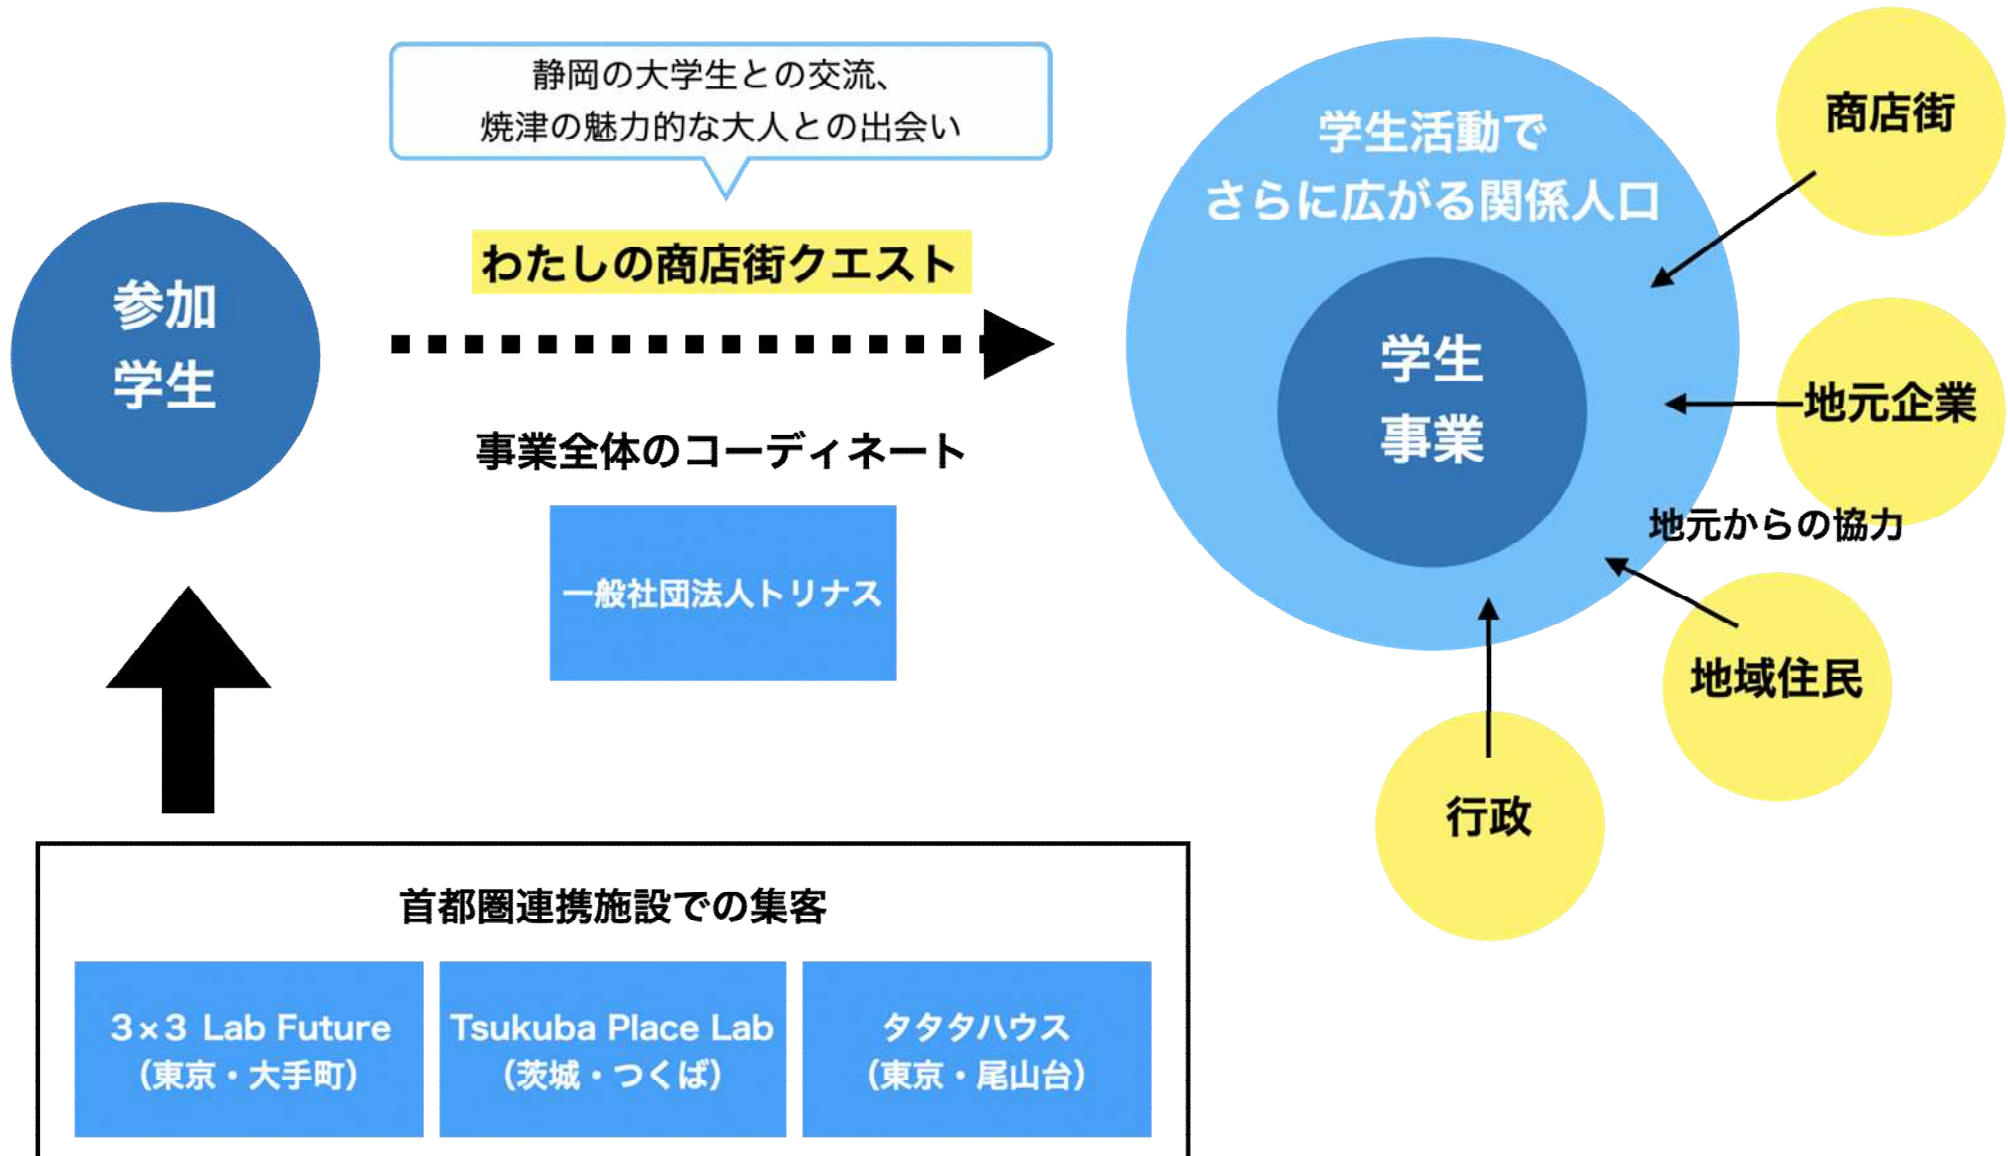 静岡の大学生との交流、
焼津の魅力的な大人との出会い
わたしの商店街クエスト
参加
学生
事業全体のコーディネート
一般社団法人トリナス
学生活動で
さらに広がる関係人口
学生
事業
商店街
地元企業
地元からの協力
地域住民
行政
首都圏連携施設での集客
3×3 Lab Future
（東京・大手町）
Tsukuba Place Lab
（茨城・つくば）
タタタハウス
（東京・尾山台）